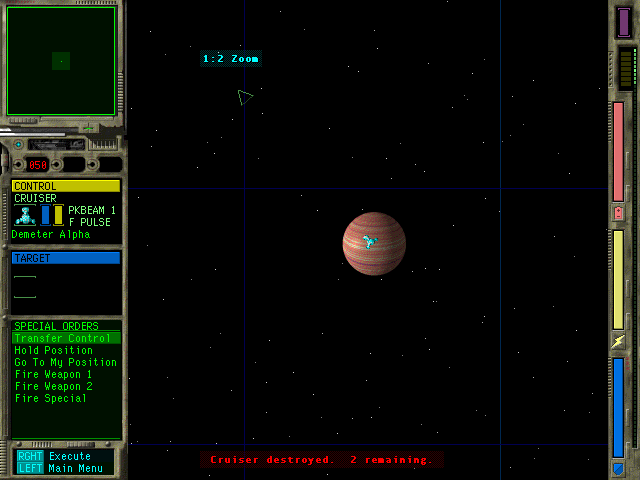 1:2 Zoom
050
CONTROL
CRUISER
PKBEAM 1
F PULSE
Demeter Alpha
TARGET
SPECIAL ORDERS
Transfer Control
Hold Position
Go To My Position
Fire Weapon 1
Fire Weapon 2
Fire Special
RGHT Execute
LEFT Main Menu
Cruiser destroyed.  2 remaining.